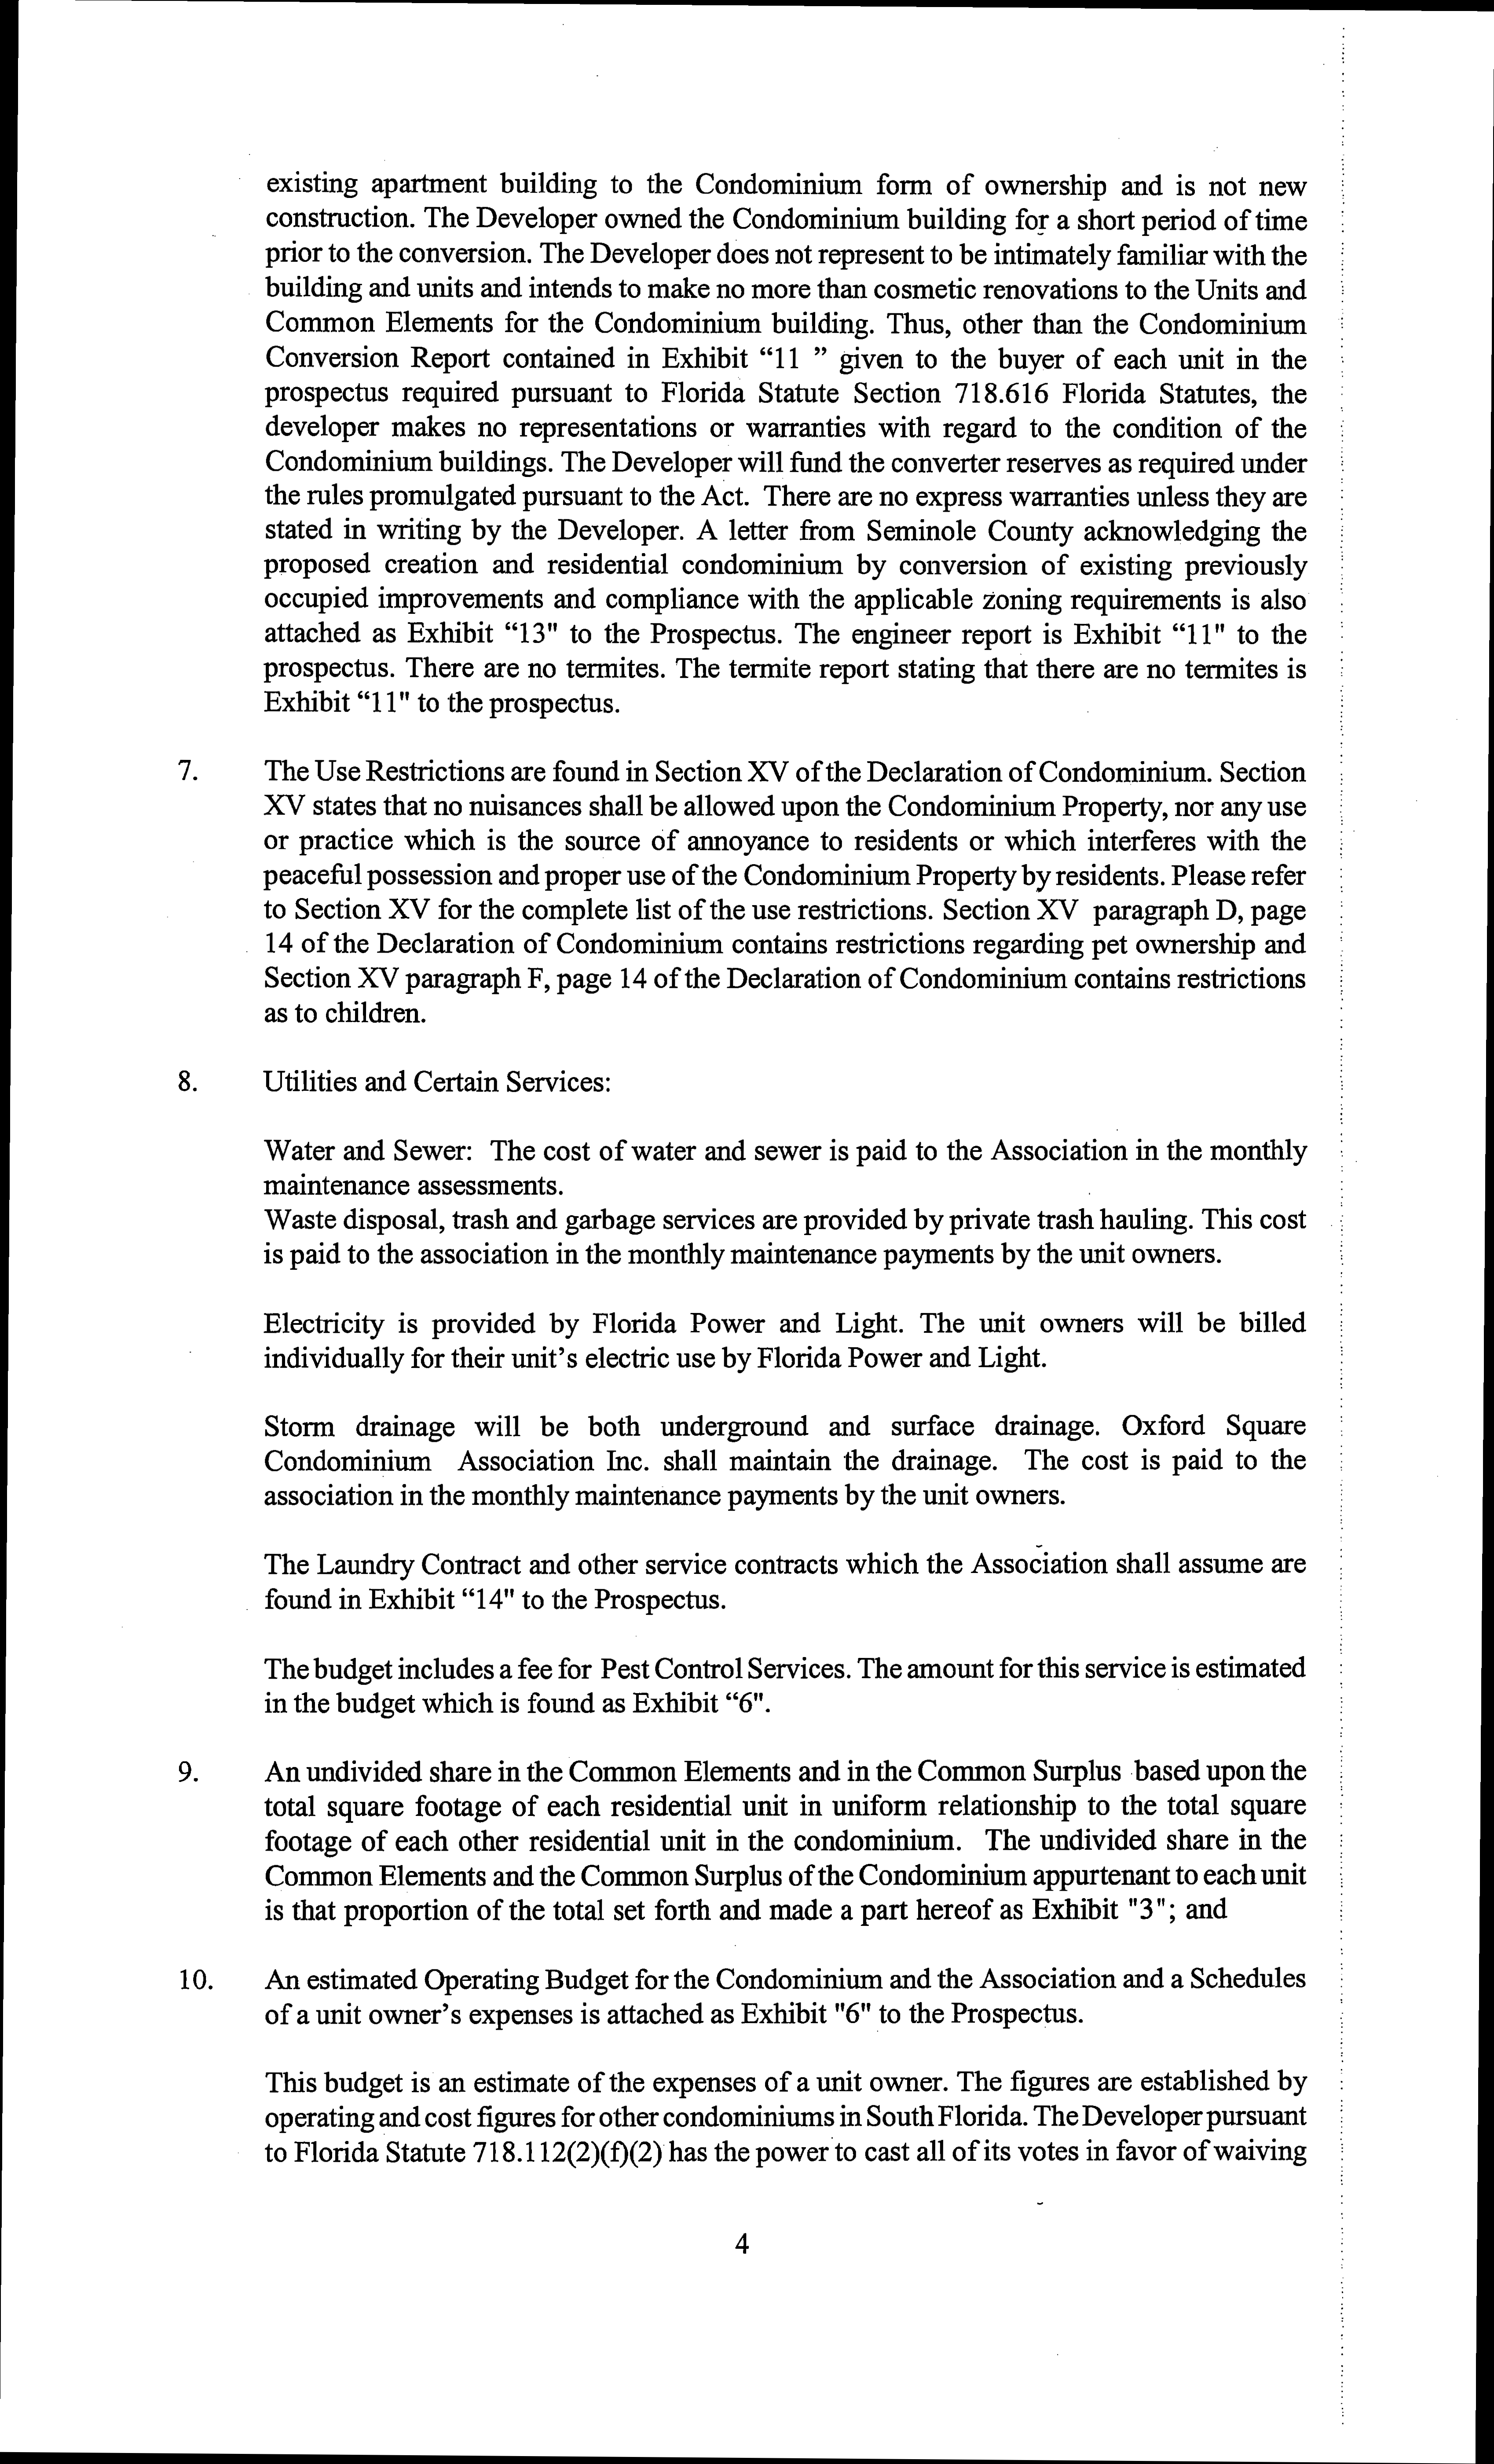 existing apartment building to the Condominium form of ownership and is not new
construction. The Developer owned the Condominium building for a short period of time
prior to the conversion. The Developer does not represent to be intimately familiar with the
building and units and intends to make no more than cosmetic renovations to the Units and
Common Elements for the Condominium building. Thus, other than the Condominium
Conversion Report contained in Exhibit “11 ” given to the buyer of each unit in the
prospectus required pursuant to Florida Statute Section 718.616 Florida Statutes, the
developer makes no representations or warranties with regard to the condition of the
Condominium buildings. The Developer will fund the converter reserves as required under
the rules promulgated pursuant to the Act. There are no express warranties unless they are
stated in writing by the Developer. A letter from Seminole County acknowledging the
proposed creation and residential condominium by conversion of existing previously
occupied improvements and compliance with the applicable zoning requirements is also
attached as Exhibit “13" to the Prospectus. The engineer report is Exhibit “11" to the
prospectus. There are no termites. The termite report stating that there are no termites is
Exhibit “11" to the prospectus.
7. The Use Restrictions are found in Section XV of the Declaration of Condominium. Section
XV states that no nuisances shall be allowed upon the Condominium Property, nor any use
or practice which is the source of annoyance to residents or which interferes with the
peaceful possession and proper use of the Condominium Property by residents. Please refer
to Section XV for the complete list of the use restrictions. Section XV paragraph D, page
14 of the Declaration of Condominium contains restrictions regarding pet ownership and
Section XV paragraph F, page 14 of the Declaration of Condominium contains restrictions
as to children.
8. Utilities and Certain Services:
Water and Sewer: The cost of water and sewer is paid to the Association in the monthly
maintenance assessments.
Waste disposal, trash and garbage services are provided by private trash hauling. This cost
is paid to the association in the monthly maintenance payments by the unit owners.
Electricity is provided by Florida Power and Light. The unit owners will be billed
individually for their unit’s electric use by Florida Power and Light.
Storm drainage will be both underground and surface drainage. Oxford Square
Condominium Association Inc. shall maintain the drainage. The cost is paid to the
association in the monthly maintenance payments by the unit owners.
The Laundry Contract and other service contracts which the Association shall assume are
found in Exhibit “14" to the Prospectus.
The budget includes a fee for Pest Control Services. The amount for this service is estimated
in the budget which is found as Exhibit “6".
9. An undivided share in the Common Elements and in the Common Surplus based upon the
total square footage of each residential unit in uniform relationship to the total square
footage of each other residential unit in the condominium. The undivided share in the
Common Elements and the Common Surplus of the Condominium appurtenant to each unit
is that proportion of the total set forth and made a part hereof as Exhibit "3"; and
10. An estimated Operating Budget for the Condominium and the Association and a Schedules
of a unit owner’s expenses is attached as Exhibit "6" to the Prospectus.
This budget is an estimate of the expenses of a unit owner. The figures are established by
operating and cost figures for other condominiums in South Florida. The Developer pursuant
to Florida Statute 718.112(2)(f)(2) has the power to cast all of its votes in favor of waiving
4